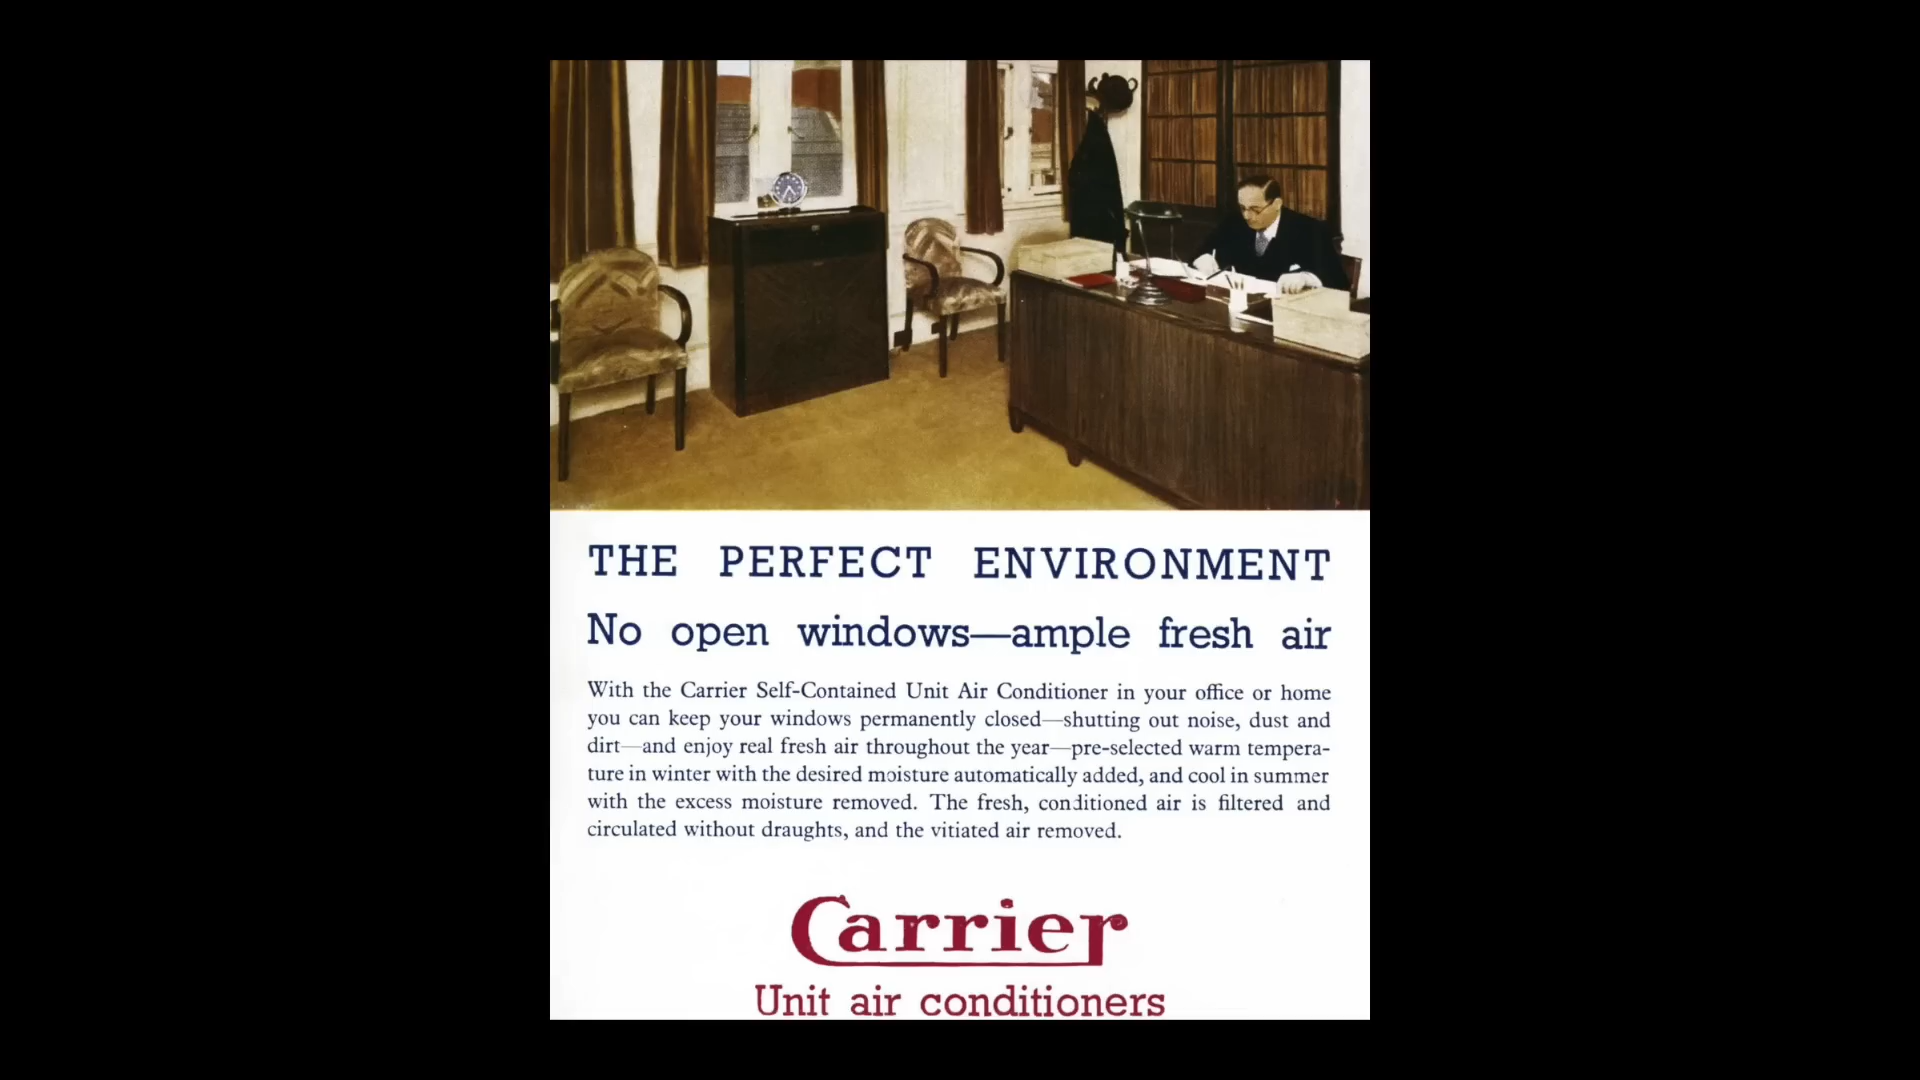 THE PERFECT ENVIRONMENT
No open windows—ample fresh air
With the Carrier Self-Contained Unit Air Conditioner in your office or home
you can keep your windows permanently closed—shutting out noise, dust and
dirt—and enjoy real fresh air throughout the year—pre-selected warm tempera-
ture in winter with the desired moisture automatically added, and cool in summer
with the excess moisture removed. The fresh, conditioned air is filtered and
circulated without draughts, and the vitiated air removed.
Carrier
Unit air conditioners